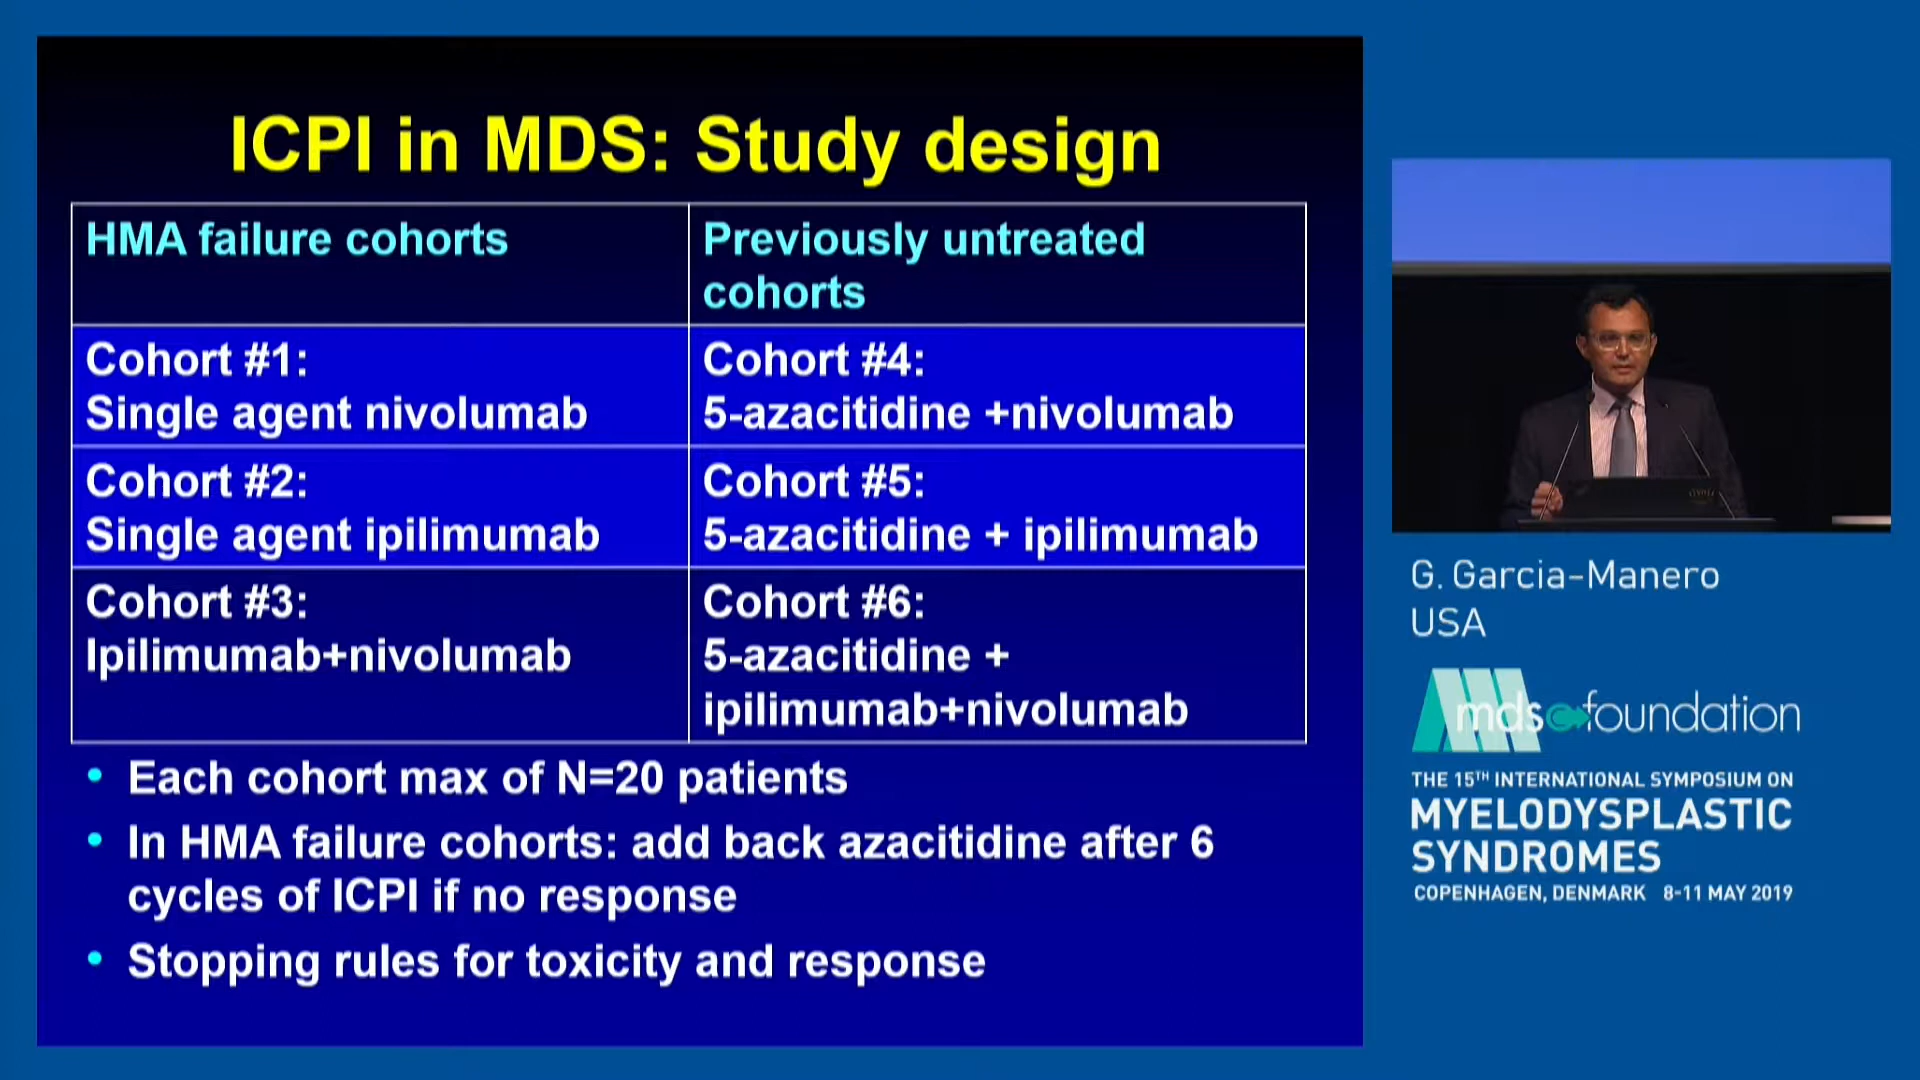 ICPI in MDS: Study design
HMA failure cohorts
Previously untreated
cohorts
Cohort #1:
Single agent nivolumab
Cohort #4:
5-azacitidine +nivolumab
Cohort #2:
Single agent ipilimumab
Cohort #5:
5-azacitidine + ipilimumab
Cohort #3:
Ipilimumab+nivolumab
Cohort #6:
5-azacitidine +
ipilimumab+nivolumab
• Each cohort max of N=20 patients
• In HMA failure cohorts: add back azacitidine after 6
cycles of ICPI if no response
• Stopping rules for toxicity and response
G. Garcia-Manero
USA
mds foundation
THE 15TH INTERNATIONAL SYMPOSIUM ON
MYELODYSPLASTIC
SYNDROMES
COPENHAGEN, DENMARK 8-11 MAY 2019